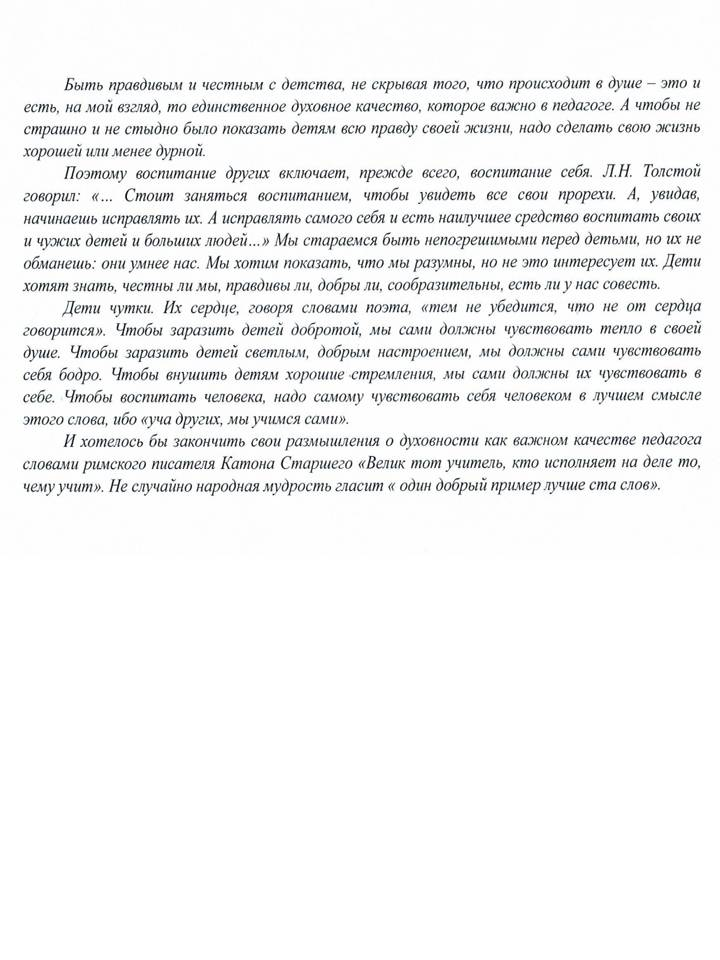 Быть правдивым и честным с детства, не скрывая того, что происходит в душе – это и
есть, на мой взгляд, то единственное духовное качество, которое важно в педагоге. А чтобы не
страшно и не стыдно было показать детям всю правду своей жизни, надо сделать свою жизнь
хорошей или менее дурной.
Поэтому воспитание других включает, прежде всего, воспитание себя. Л.Н. Толстой
говорил: «… Стоит заняться воспитанием, чтобы увидеть все свои прорехи. А, увидав,
начинаешь исправлять их. А исправлять самого себя и есть наилучшее средство воспитать своих
и чужих детей и больших людей…» Мы стараемся быть непогрешимыми перед детьми, но их не
обманешь: они умнее нас. Мы хотим показать, что мы разумны, но не это интересует их. Дети
хотят знать, честны ли мы, правдивы ли, добры ли, сообразительны, есть ли у нас совесть.
Дети чутки. Их сердце, говоря словами поэта, «тем не убедится, что не от сердца
говорится». Чтобы заразить детей добротой, мы сами должны чувствовать тепло в своей
душе. Чтобы заразить детей светлым, добрым настроением, мы должны сами чувствовать
себя бодро. Чтобы внушить детям хорошие стремления, мы сами должны их чувствовать в
себе. Чтобы воспитать человека, надо самому чувствовать себя человеком в лучшем смысле
этого слова, ибо «уча других, мы учимся сами».
И хотелось бы закончить свои размышления о духовности как важном качестве педагога
словами римского писателя Катона Старшего «Велик тот учитель, кто исполняет на деле то,
чему учит». Не случайно народная мудрость гласит « один добрый пример лучше ста слов».